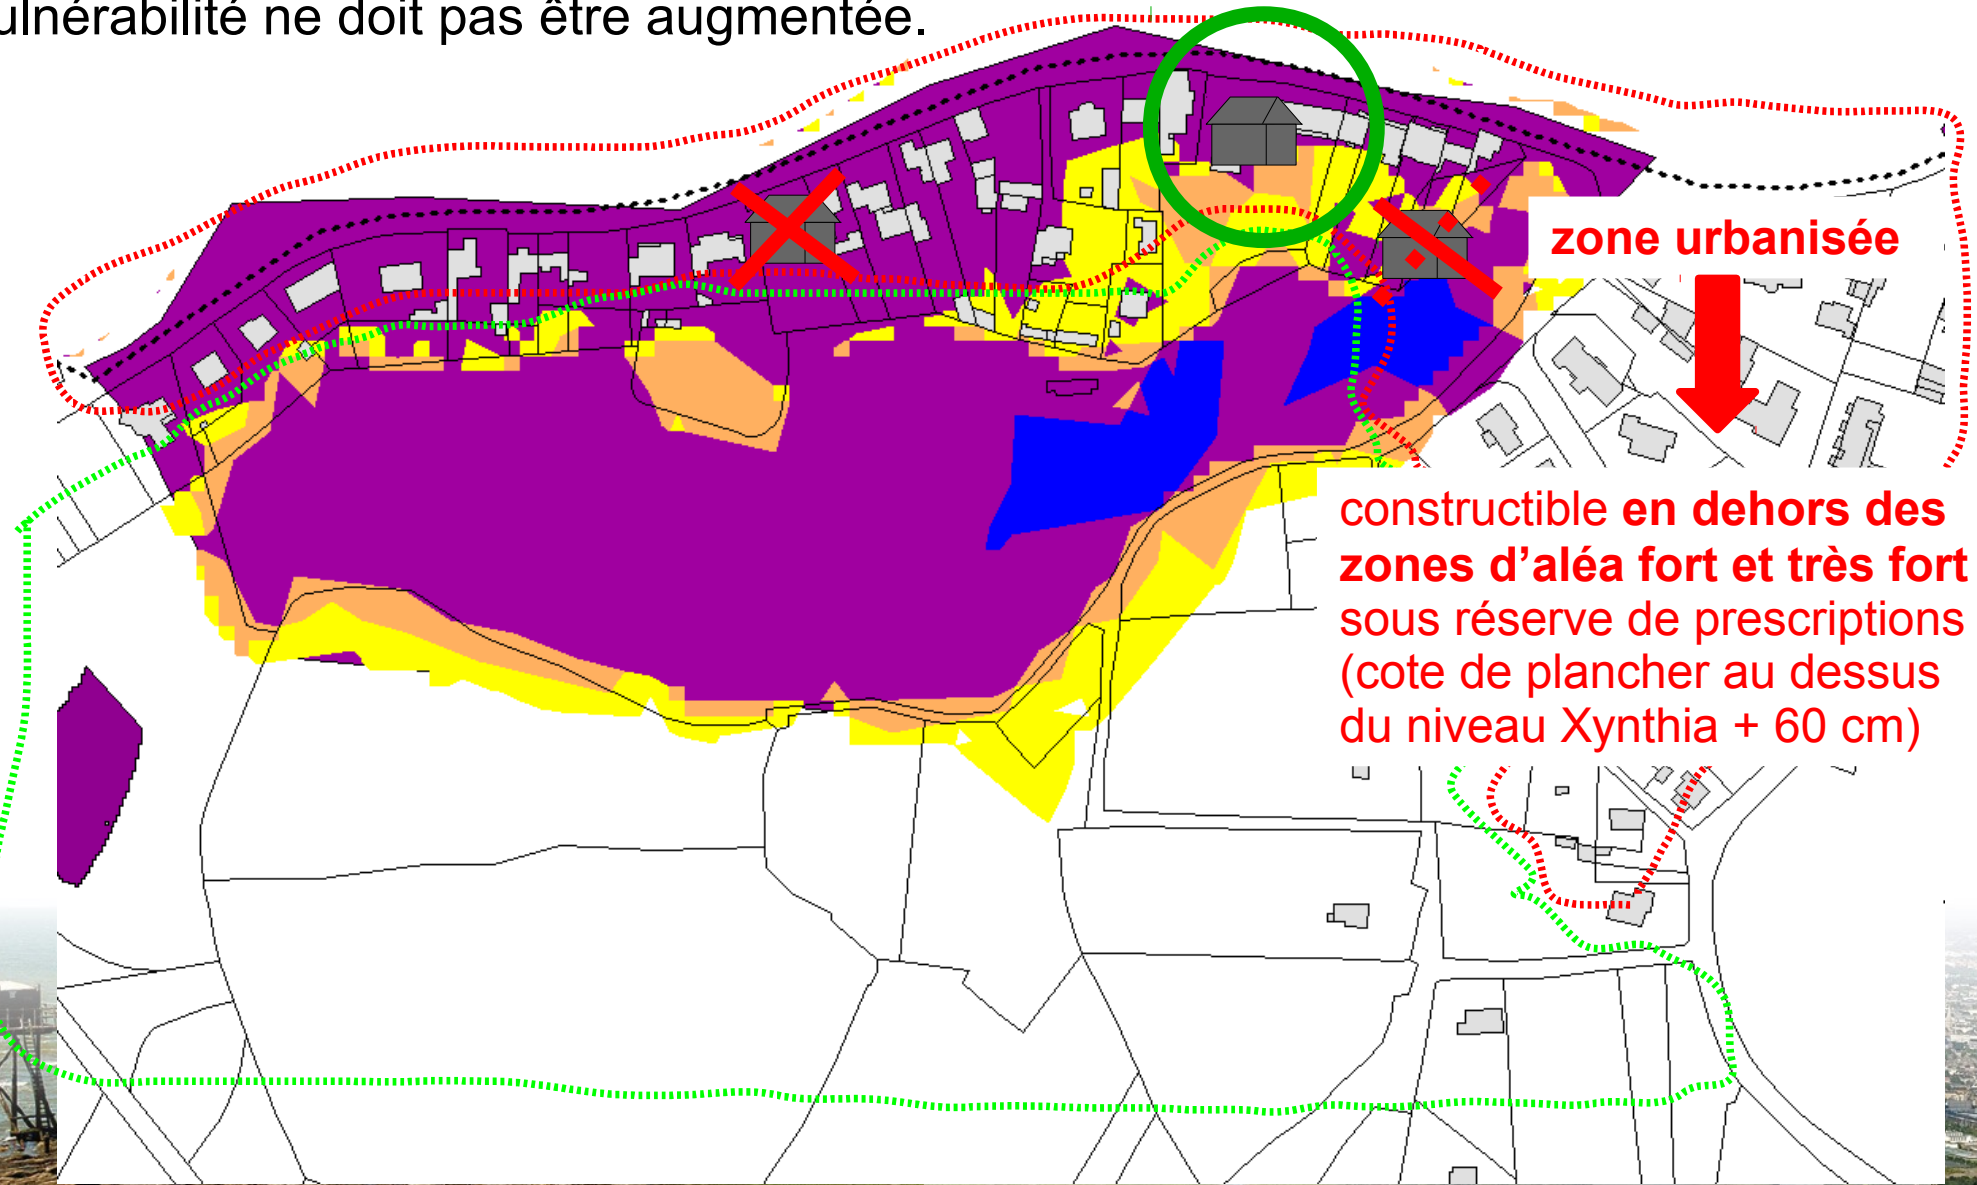 ne doit pas être augmentée.
zone urbanisée
constructible en dehors des
zones d’aléa fort et très fort
sous réserve de prescriptions
(cote de plancher au dessus
du niveau Xynthia + 60 cm)